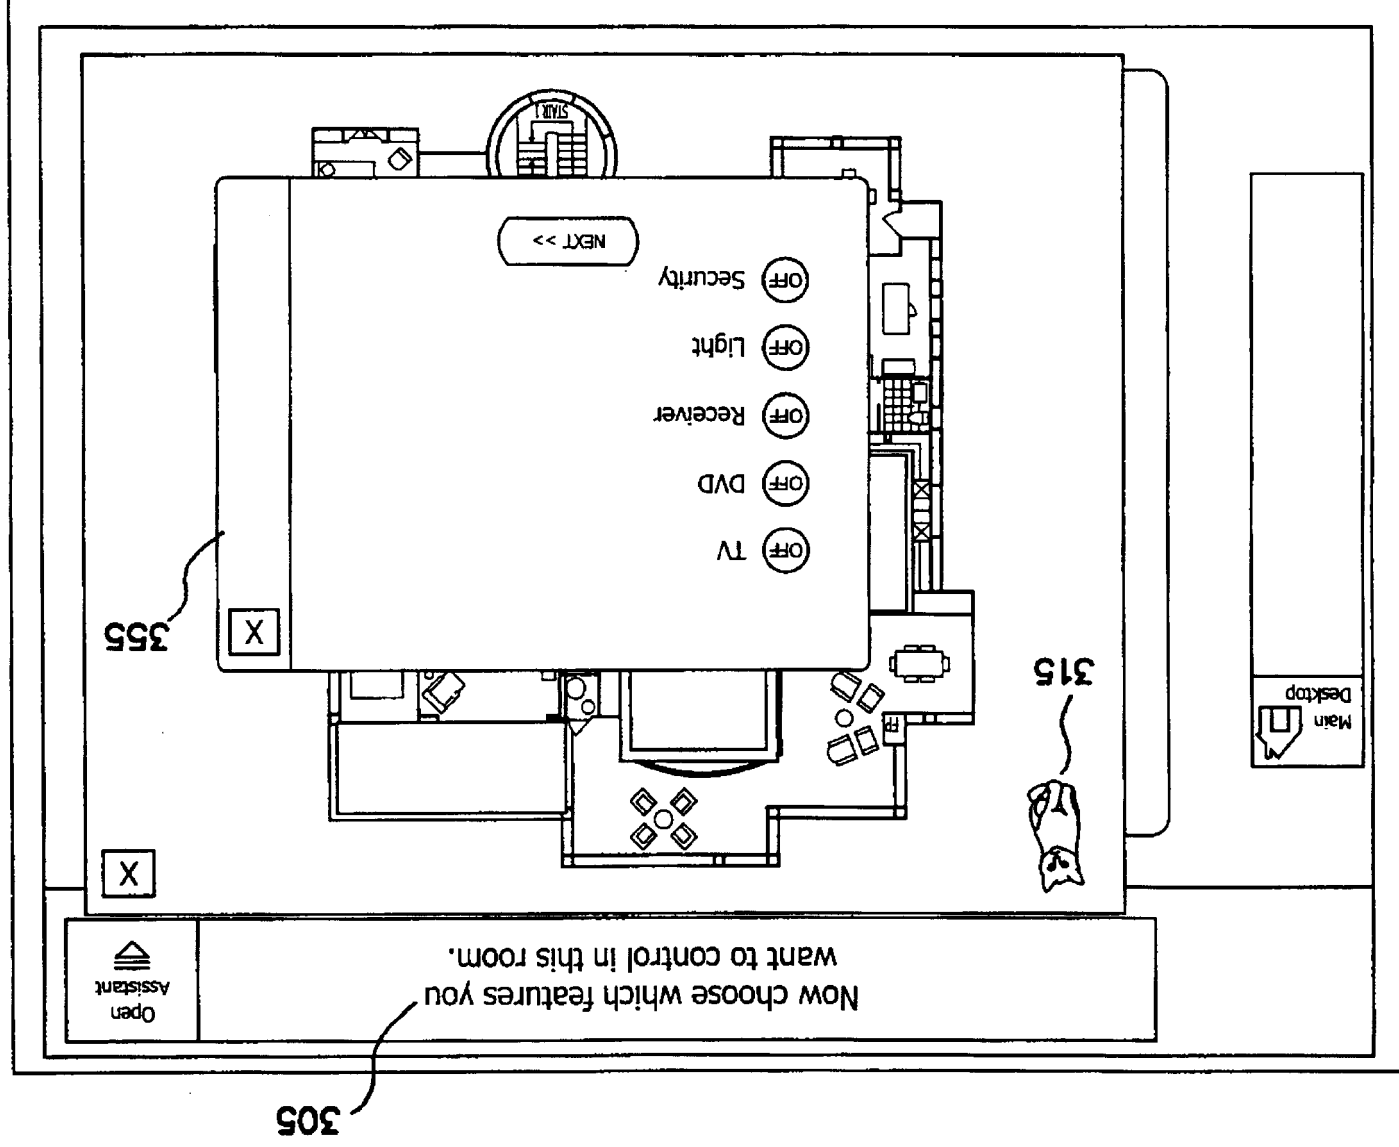 305
Now choose which features you
want to control in this room.
Open
Assistant
X
315
Main
Desktop
FP
X
355
OFF TV
OFF DVD
OFF Receiver
OFF Light
OFF Security
NEXT >>
STAIR 1